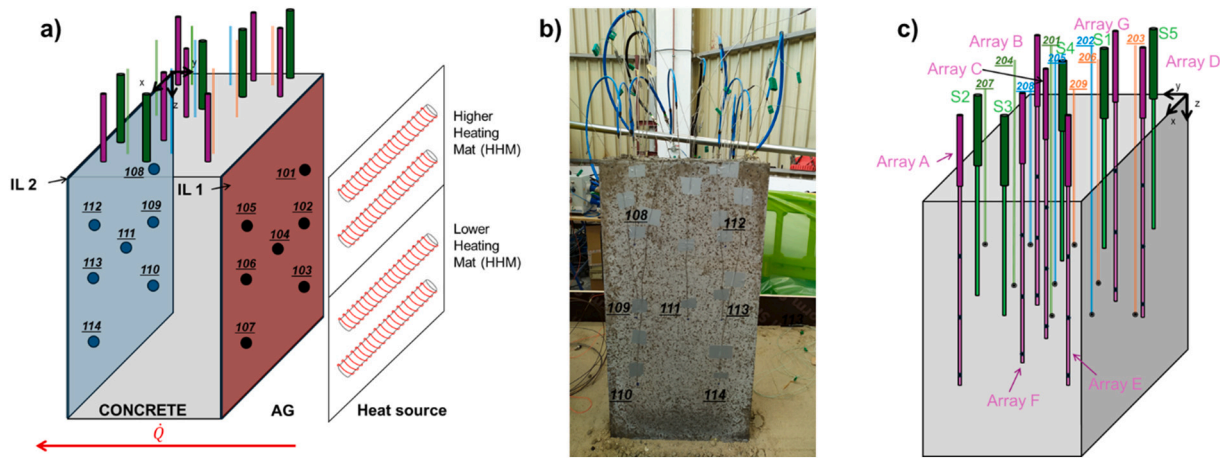 a)
x
y
z
IL 2
108
IL 1
101
112
109
105
102
111
104
113
110
106
103
114
107
CONCRETE
AG
Q̇
Higher
Heating
Mat (HHM)
Lower
Heating
Mat (HHM)
Heat source
b)
108
112
109
111
113
110
114
c)
Array G
Array B
201
202
203
S5
S4
S1
204
Array C
205
206
Array D
207
208
209
S2
S3
y
z
x
Array A
Array E
Array F